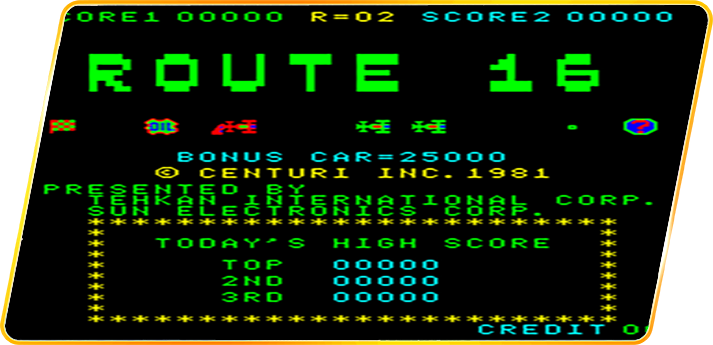 CORE1 00000 R=02 SCORE2 00000
ROUTE 16
OIL ?
BONUS CAR=25000
© CENTURI INC.1981
PRESENTED BY
TEHKAN INTERNATIONAL CORP.
SUN ELECTRONICS CORP.
TODAY'S HIGH SCORE
TOP 00000
2ND 00000
3RD 00000
CREDIT 0